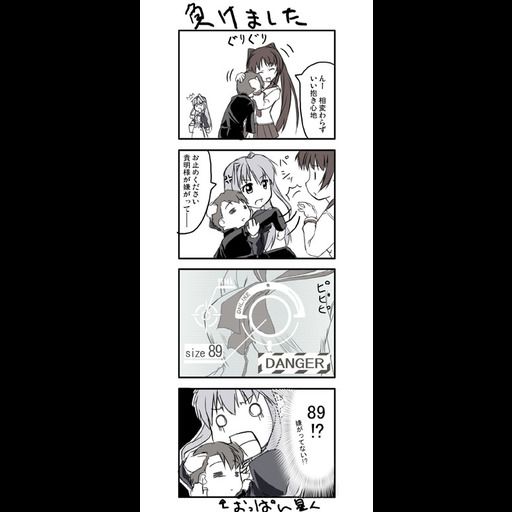 負けました
ぐりぐり
んー 相変わらず
いい抱き心地
パ
お止めください
貴明様が嫌がって――
ピピピ
ONLINE
size 89
DANGER
89
!?
嫌がってない!?
←おっぱい星人